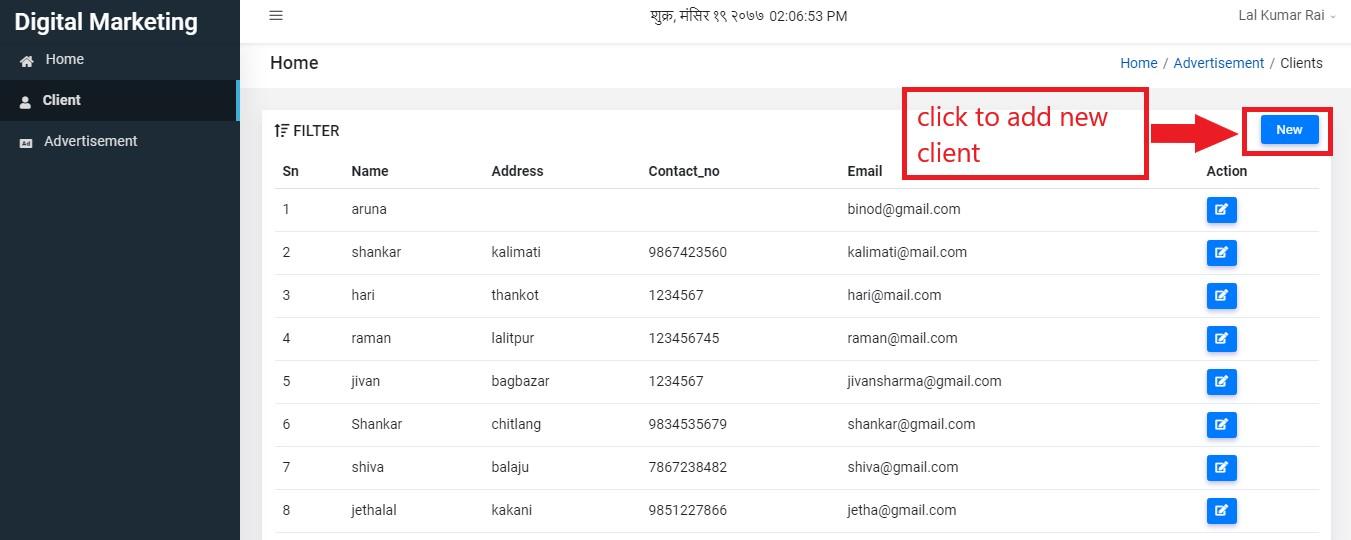 Digital Marketing
शुक्र, मंसिर १९ २०७७ 02:06:53 PM
Lal Kumar Rai
Home
Client
Advertisement
Home
Home / Advertisement / Clients
click to add new
client
FILTER
New
Sn Name Address Contact_no Email Action
1 aruna binod@gmail.com
2 shankar kalimati 9867423560 kalimati@mail.com
3 hari thankot 1234567 hari@mail.com
4 raman lalitpur 123456745 raman@mail.com
5 jivan bagbazar 1234567 jivansharma@gmail.com
6 Shankar chitlang 9834535679 shankar@gmail.com
7 shiva balaju 7867238482 shiva@gmail.com
8 jethalal kakani 9851227866 jetha@gmail.com